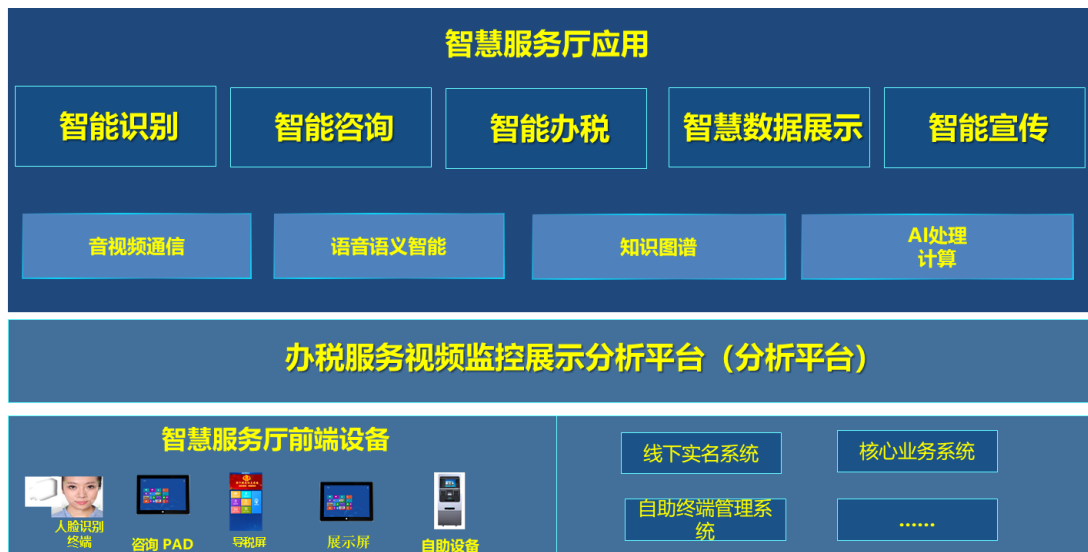 智慧服务厅应用
智能识别
智能咨询
智能办税
智慧数据展示
智能宣传
音视频通信
语音语义智能
知识图谱
AI处理
计算
办税服务视频监控展示分析平台（分析平台）
智慧服务厅前端设备
人脸识别
终端
咨询 PAD
导税屏
展示屏
自助设备
线下实名系统
核心业务系统
自助终端管理系
统
......